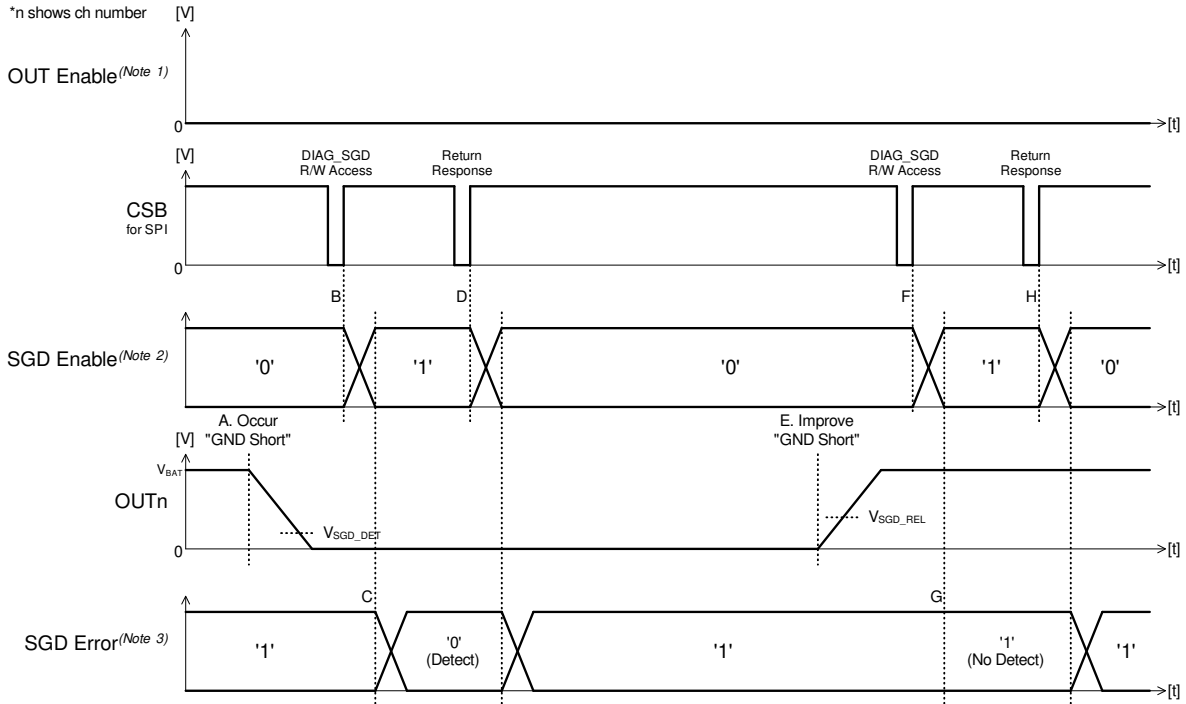 *n shows ch number
[V]
OUT Enable(Note 1)
0
[t]
[V]
DIAG_SGD
R/W Access
Return
Response
DIAG_SGD
R/W Access
Return
Response
CSB
for SPI
0
[t]
B
D
F
H
SGD Enable(Note 2)
'0'
'1'
'0'
'1'
'0'
[t]
A. Occur
"GND Short"
E. Improve
"GND Short"
[V]
VBAT
OUTn
VSGD_DET
VSGD_REL
0
[t]
C
G
SGD Error(Note 3)
'1'
'0'
(Detect)
'1'
'1'
(No Detect)
'1'
[t]